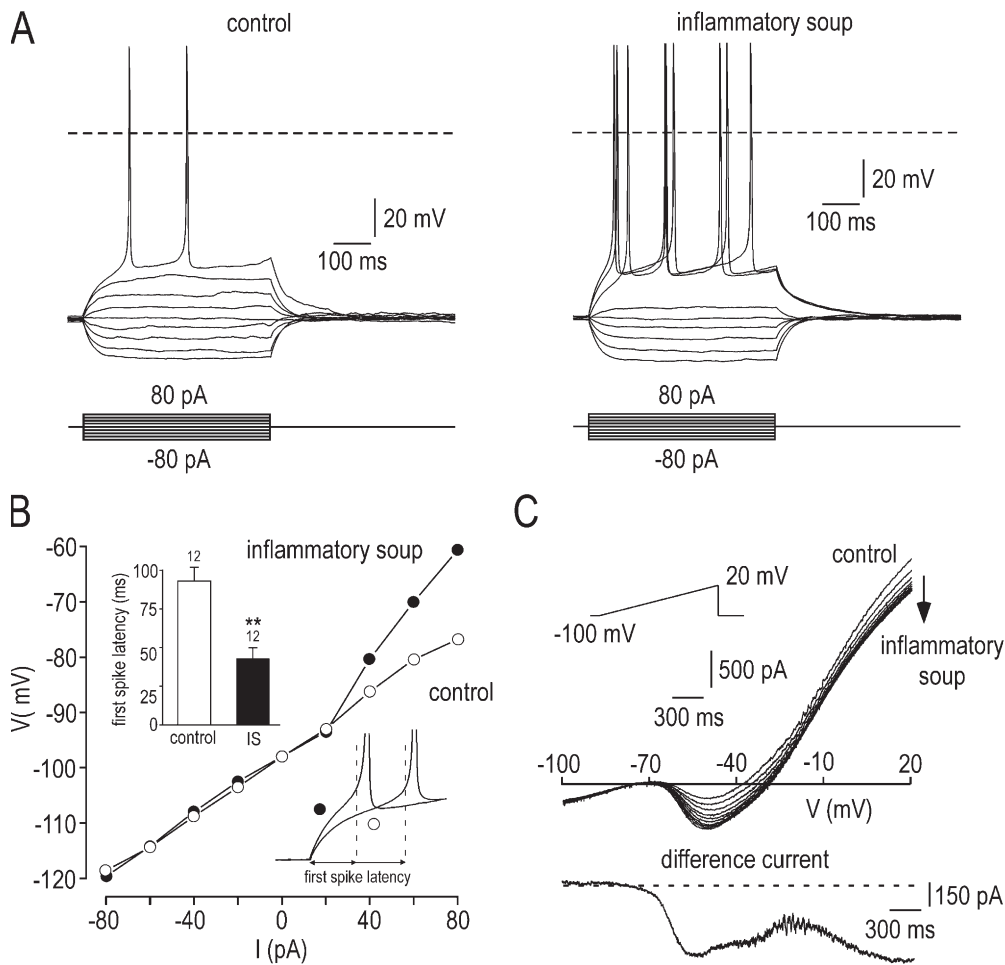 A
control
inflammatory soup
20 mV
100 ms
20 mV
100 ms
80 pA
-80 pA
80 pA
-80 pA
B
-60
-70
-80
-90
-100
-110
-120
V( mV)
-80
-40
0
40
80
I (pA)
inflammatory soup
control
first spike latency (ms)
100
75
50
25
0
12
**
12
control
IS
first spike latency
C
control
inflammatory
soup
20 mV
-100 mV
500 pA
300 ms
-100
-70
-40
-10
20
V (mV)
difference current
150 pA
300 ms